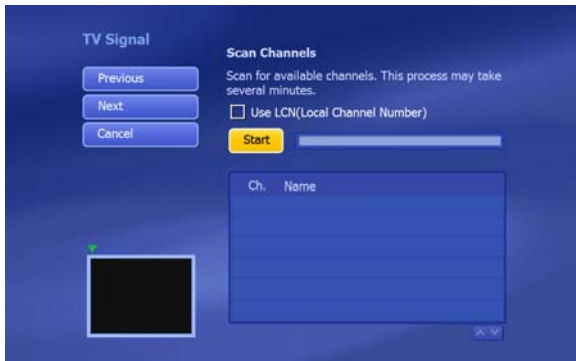 TV Signal
Previous
Next
Cancel
Scan Channels
Scan for available channels. This process may take
several minutes.
Use LCN(Local Channel Number)
Start
Ch. Name